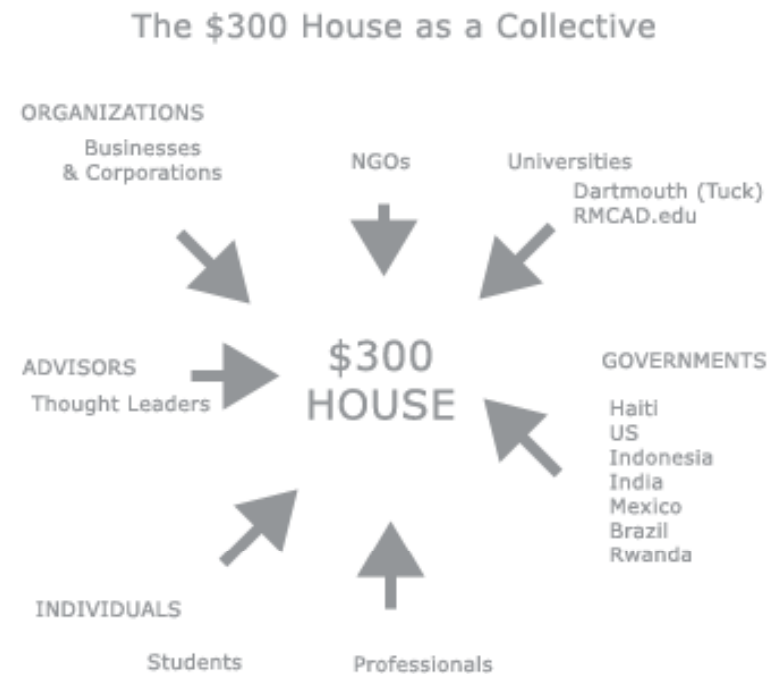 The $300 House as a Collective
ORGANIZATIONS
Businesses
& Corporations
NGOs
Universities
Dartmouth (Tuck)
RMCAD.edu
$300
HOUSE
ADVISORS
Thought Leaders
GOVERNMENTS
Haiti
US
Indonesia
India
Mexico
Brazil
Rwanda
INDIVIDUALS
Students
Professionals